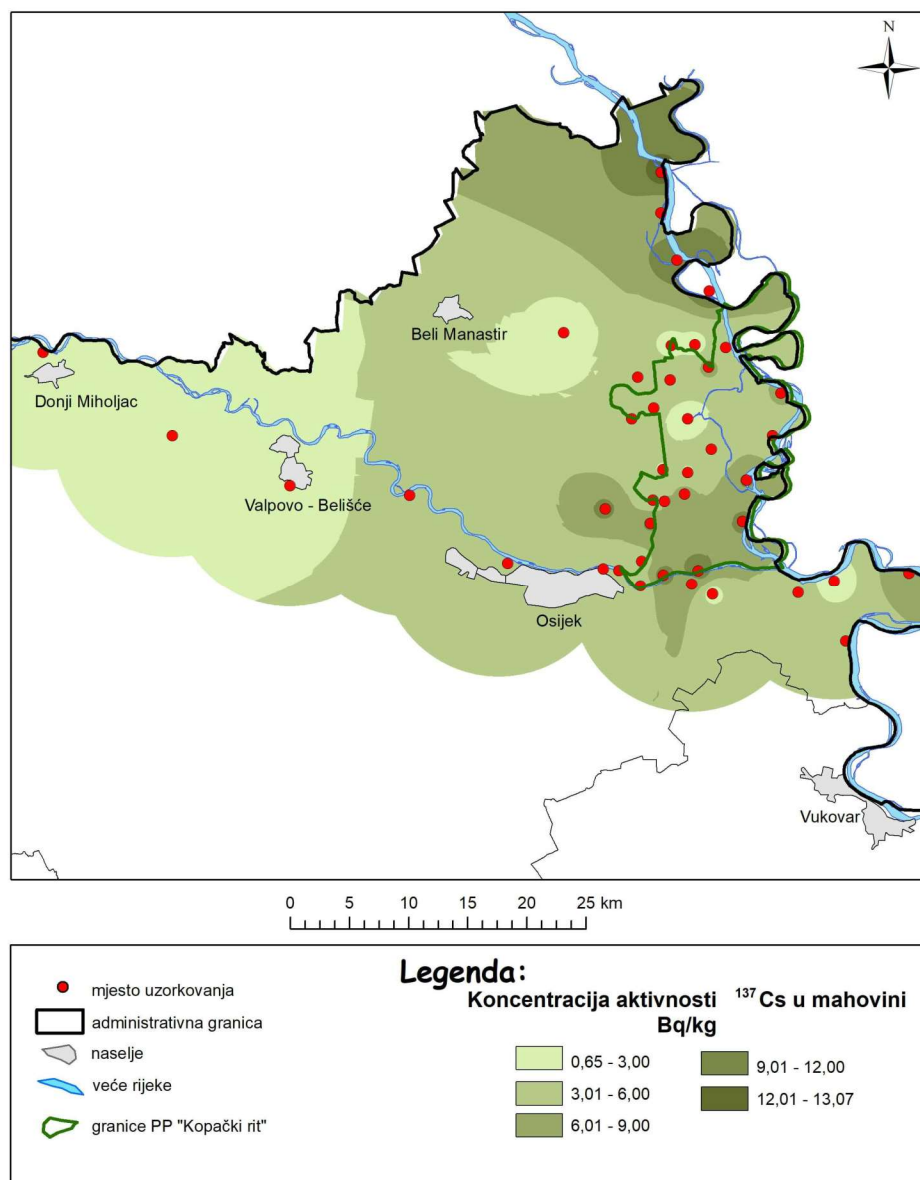 N
Beli Manastir
Donji Miholjac
Valpovo - Belišće
Osijek
Vukovar
0 5 10 15 20 25 km
Legenda:
mjesto uzorkovanja
administrativna granica
naselje
veće rijeke
granice PP "Kopački rit"
Koncentracija aktivnosti ¹³⁷Cs u mahovini
Bq/kg
0,65 - 3,00
3,01 - 6,00
6,01 - 9,00
9,01 - 12,00
12,01 - 13,07